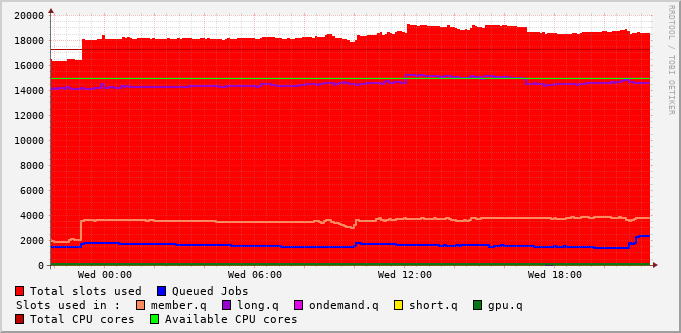 20000
18000
16000
14000
12000
10000
8000
6000
4000
2000
0
Wed 00:00 Wed 06:00 Wed 12:00 Wed 18:00
RRDTOOL / TOBI OETIKER
Total slots used Queued Jobs
Slots used in : member.q long.q ondemand.q short.q gpu.q
Total CPU cores Available CPU cores